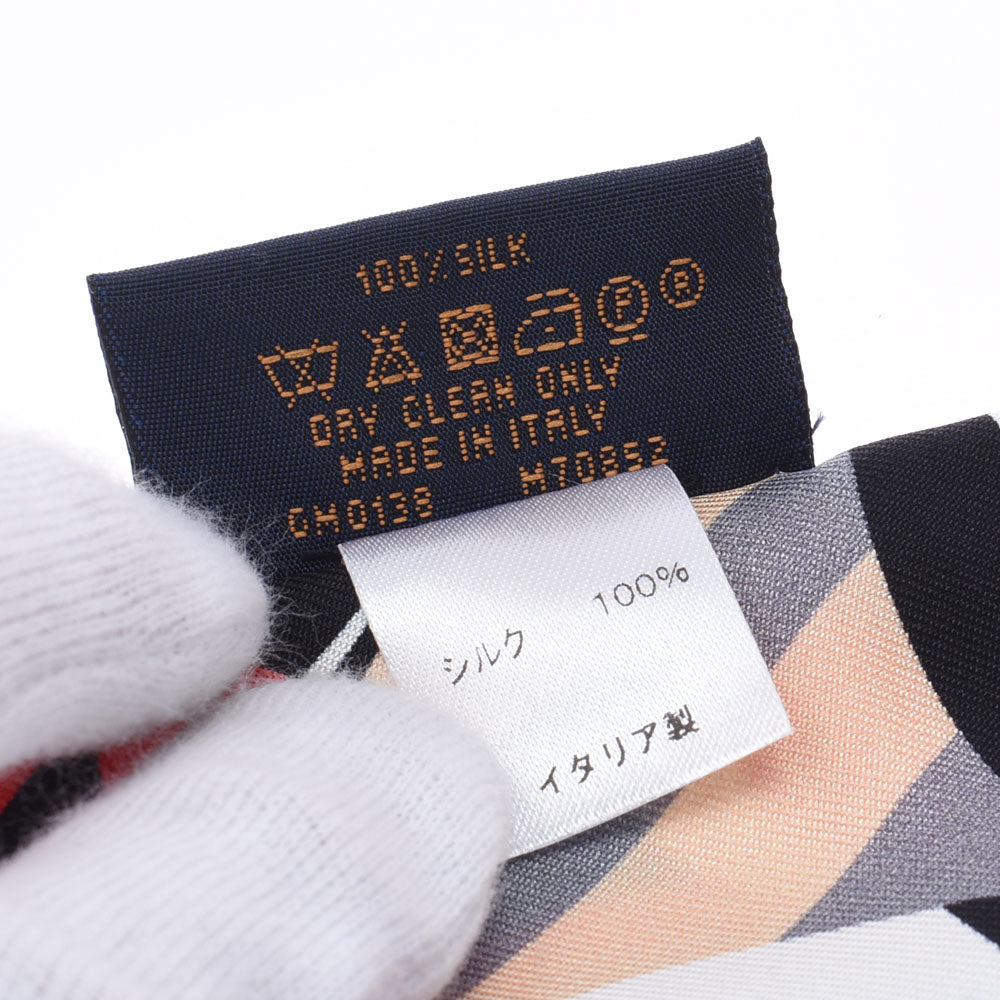 100% SILK
P R
DRY CLEAN ONLY
MADE IN ITALY
GM0138 M70852
シルク 100%
イタリア製